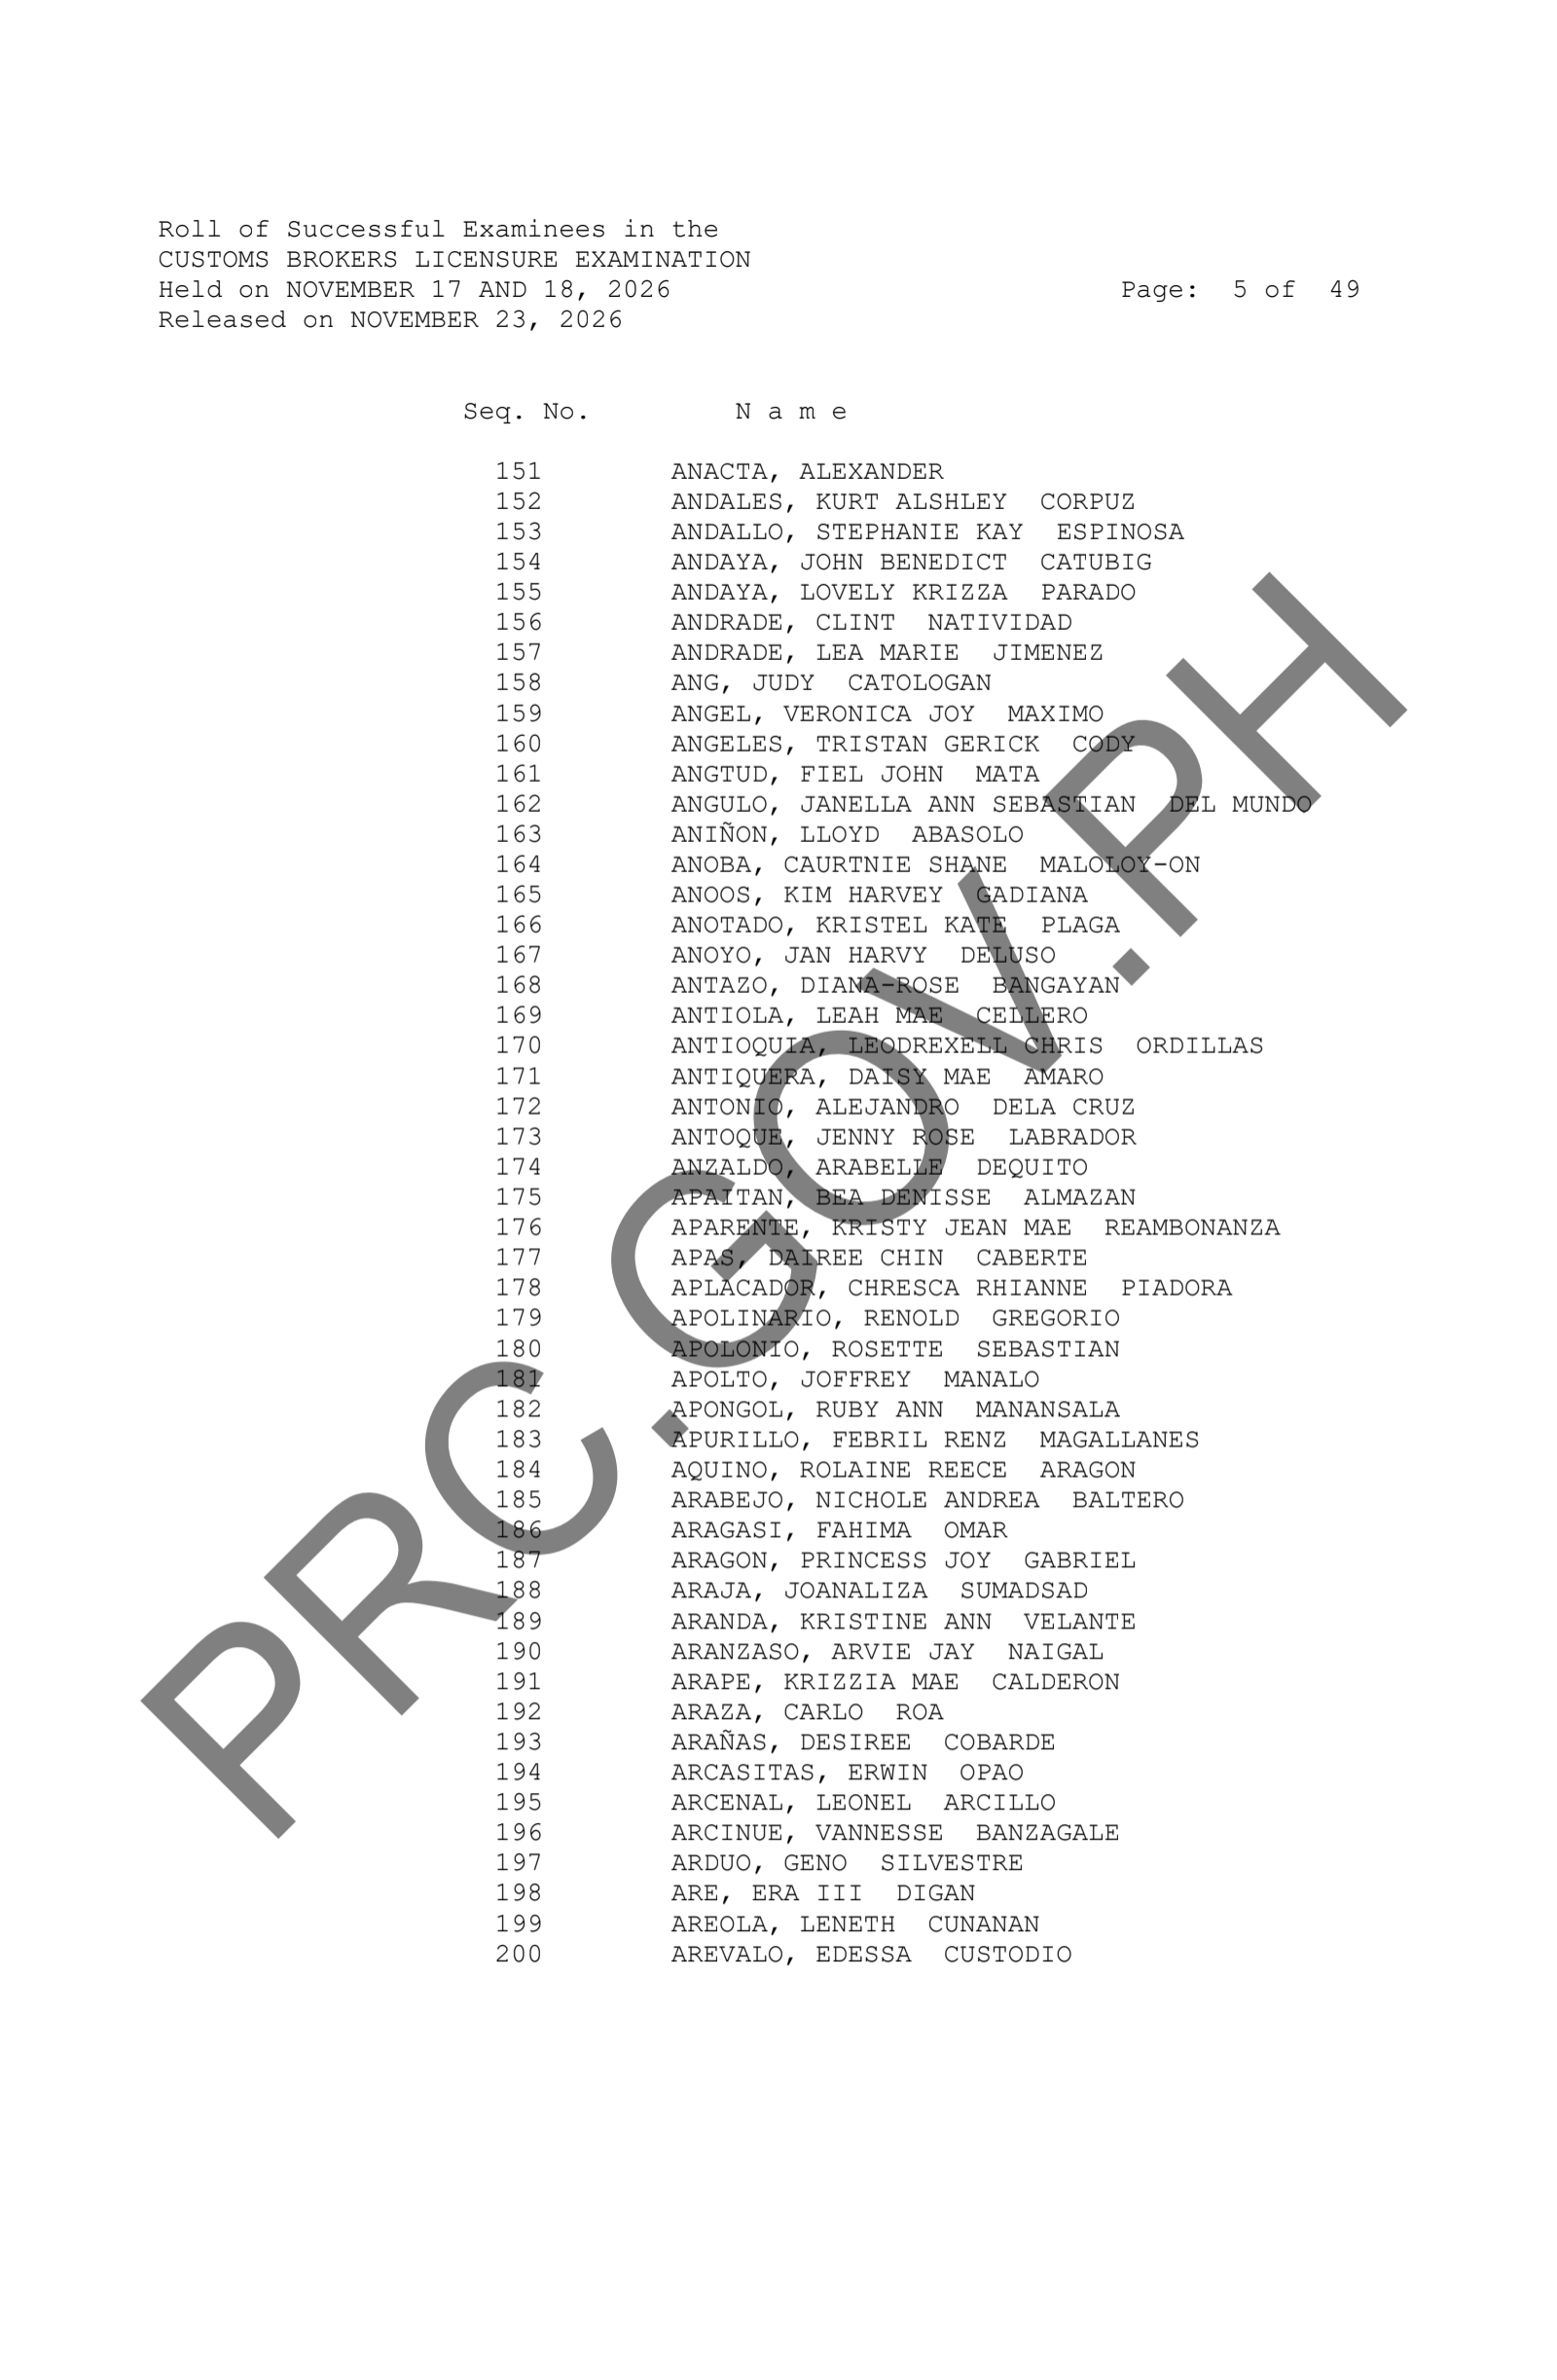 Roll of Successful Examinees in the
CUSTOMS BROKERS LICENSURE EXAMINATION
Held on NOVEMBER 17 AND 18, 2026 Page: 5 of 49
Released on NOVEMBER 23, 2026
Seq. No. N a m e
151 ANACTA, ALEXANDER
152 ANDALES, KURT ALSHLEY CORPUZ
153 ANDALLO, STEPHANIE KAY ESPINOSA
154 ANDAYA, JOHN BENEDICT CATUBIG
155 ANDAYA, LOVELY KRIZZA PARADO
156 ANDRADE, CLINT NATIVIDAD
157 ANDRADE, LEA MARIE JIMENEZ
158 ANG, JUDY CATOLOGAN
159 ANGEL, VERONICA JOY MAXIMO
160 ANGELES, TRISTAN GERICK CODY
161 ANGTUD, FIEL JOHN MATA
162 ANGULO, JANELLA ANN SEBASTIAN DEL MUNDO
163 ANIÑON, LLOYD ABASOLO
164 ANOBA, CAURTNIE SHANE MALOLOY-ON
165 ANOOS, KIM HARVEY GADIANA
166 ANOTADO, KRISTEL KATE PLAGA
167 ANOYO, JAN HARVY DELUSO
168 ANTAZO, DIANA-ROSE BANGAYAN
169 ANTIOLA, LEAH MAE CELLERO
170 ANTIOQUIA, LEODREXELL CHRIS ORDILLAS
171 ANTIQUERA, DAISY MAE AMARO
172 ANTONIO, ALEJANDRO DELA CRUZ
173 ANTOQUE, JENNY ROSE LABRADOR
174 ANZALDO, ARABELLE DEQUITO
175 APAITAN, BEA DENISSE ALMAZAN
176 APARENTE, KRISTY JEAN MAE REAMBONANZA
177 APAS, DAIREE CHIN CABERTE
178 APLACADOR, CHRESCA RHIANNE PIADORA
179 APOLINARIO, RENOLD GREGORIO
180 APOLONIO, ROSETTE SEBASTIAN
181 APOLTO, JOFFREY MANALO
182 APONGOL, RUBY ANN MANANSALA
183 APURILLO, FEBRIL RENZ MAGALLANES
184 AQUINO, ROLAINE REECE ARAGON
185 ARABEJO, NICHOLE ANDREA BALTERO
186 ARAGASI, FAHIMA OMAR
187 ARAGON, PRINCESS JOY GABRIEL
188 ARAJA, JOANALIZA SUMADSAD
189 ARANDA, KRISTINE ANN VELANTE
190 ARANZASO, ARVIE JAY NAIGAL
191 ARAPE, KRIZZIA MAE CALDERON
192 ARAZA, CARLO ROA
193 ARAÑAS, DESIREE COBARDE
194 ARCASITAS, ERWIN OPAO
195 ARCENAL, LEONEL ARCILLO
196 ARCINUE, VANNESSE BANZAGALE
197 ARDUO, GENO SILVESTRE
198 ARE, ERA III DIGAN
199 AREOLA, LENETH CUNANAN
200 AREVALO, EDESSA CUSTODIO
PRC.GOV.PH